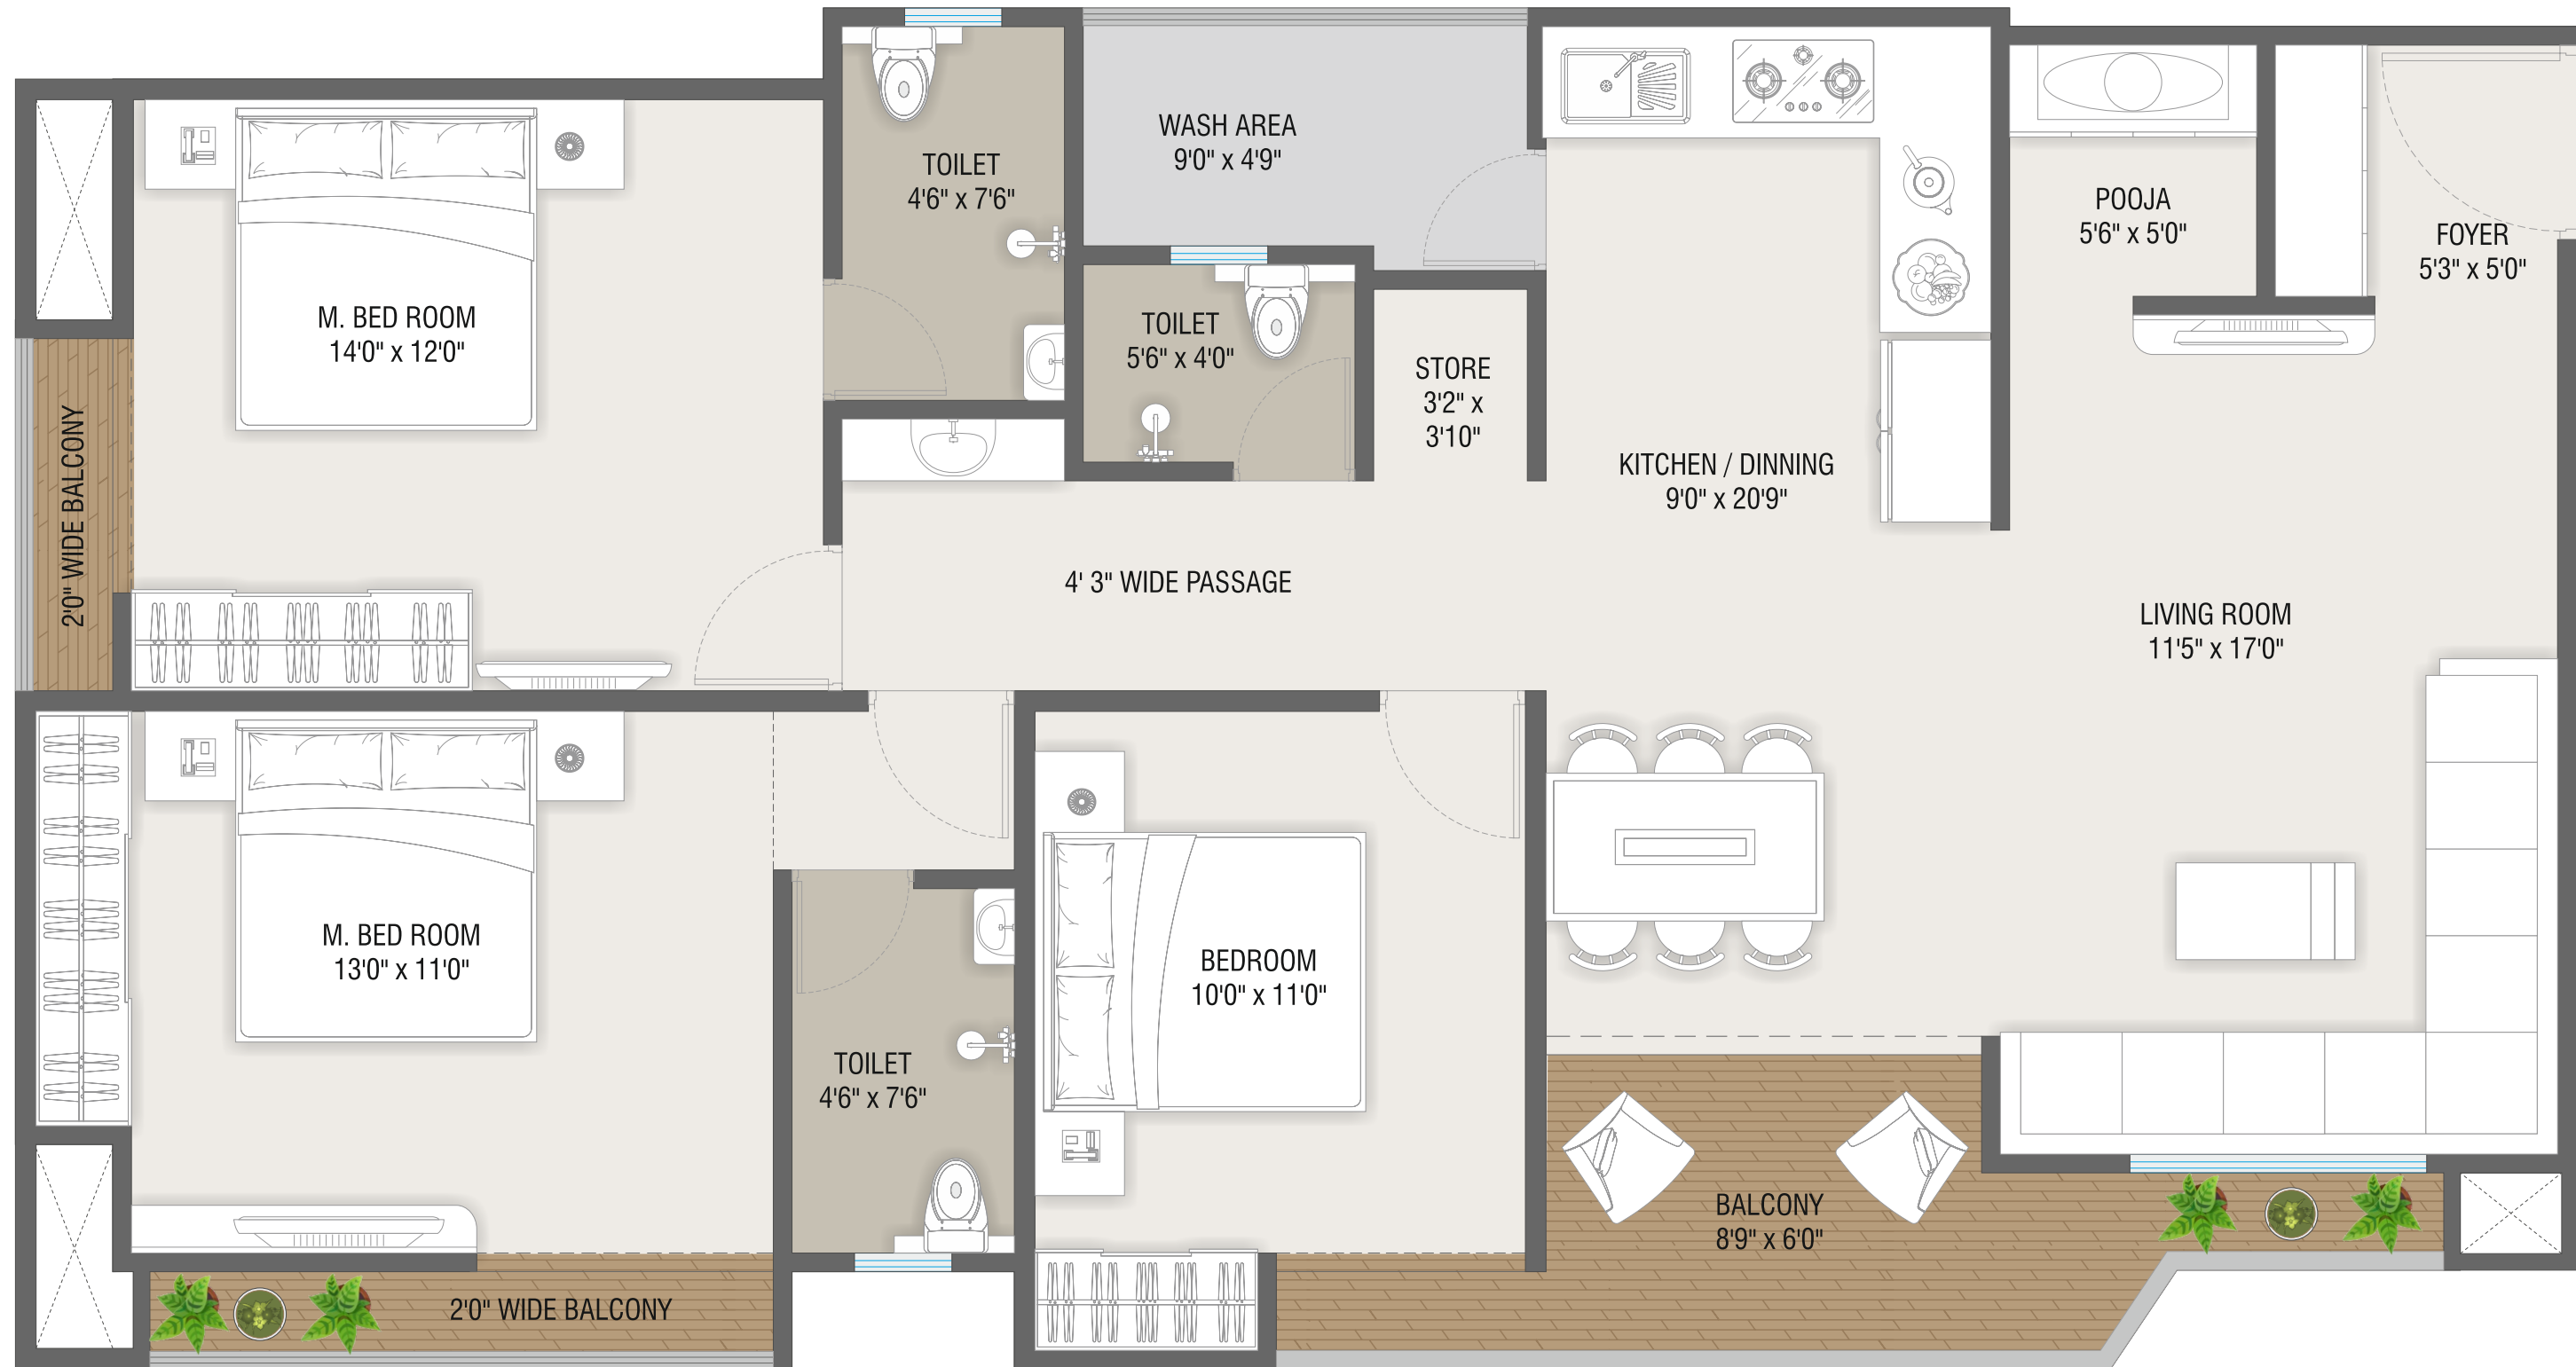 TOILET
4'6" x 7'6"
WASH AREA
9'0" x 4'9"
POOJA
5'6" x 5'0"
FOYER
5'3" x 5'0"
M. BED ROOM
14'0" x 12'0"
TOILET
5'6" x 4'0"
STORE
3'2" x
3'10"
KITCHEN / DINNING
9'0" x 20'9"
2'0" WIDE BALCONY
4' 3" WIDE PASSAGE
LIVING ROOM
11'5" x 17'0"
M. BED ROOM
13'0" x 11'0"
BEDROOM
10'0" x 11'0"
TOILET
4'6" x 7'6"
BALCONY
8'9" x 6'0"
2'0" WIDE BALCONY